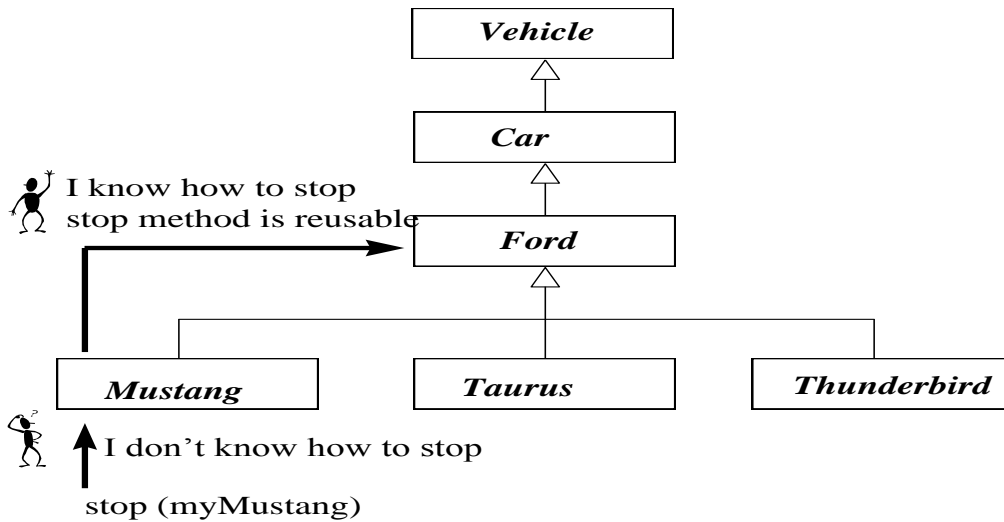 Vehicle
Car
I know how to stop
stop method is reusable
Ford
Mustang
Taurus
Thunderbird
?
I don't know how to stop
stop (myMustang)